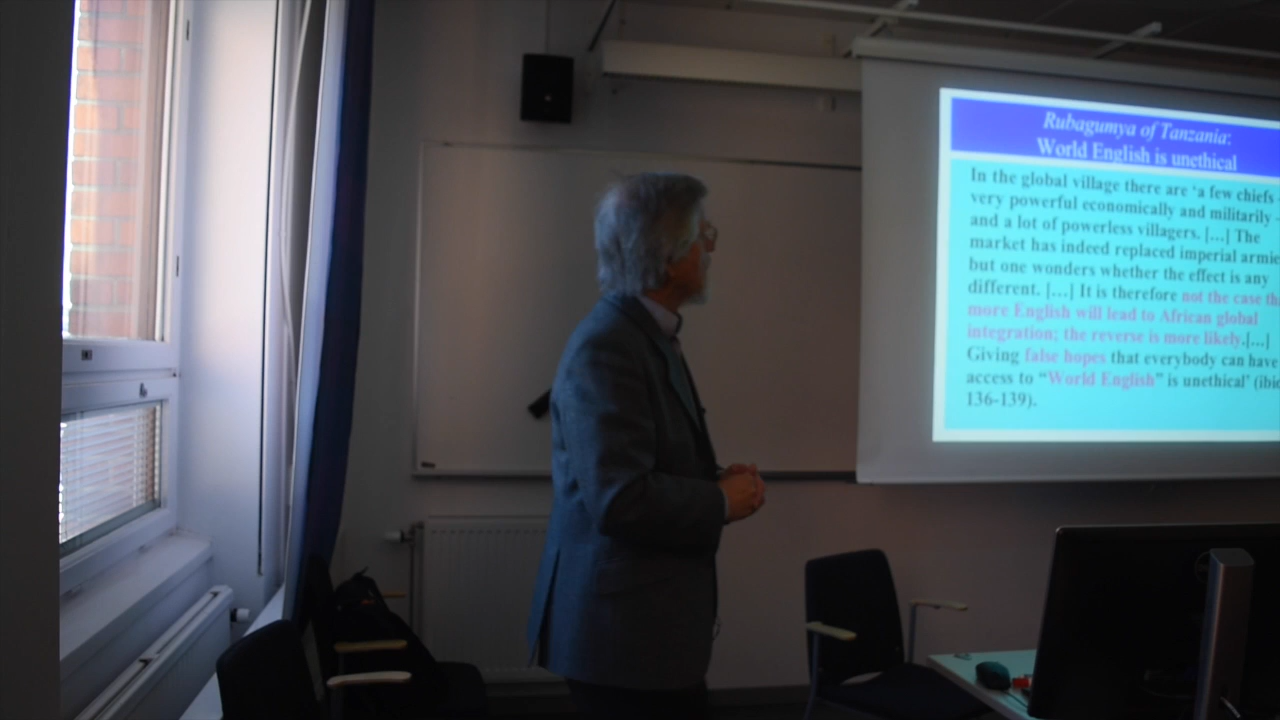 Rubagumya of Tanzania:
World English is unethical
In the global village there are ‘a few chiefs -
very powerful economically and militarily -
and a lot of powerless villagers. [...] The
market has indeed replaced imperial armie
but one wonders whether the effect is any
different. [...] It is therefore not the case th
more English will lead to African global
integration; the reverse is more likely.[...]
Giving false hopes that everybody can have
access to “World English” is unethical’ (ibid
136-139).